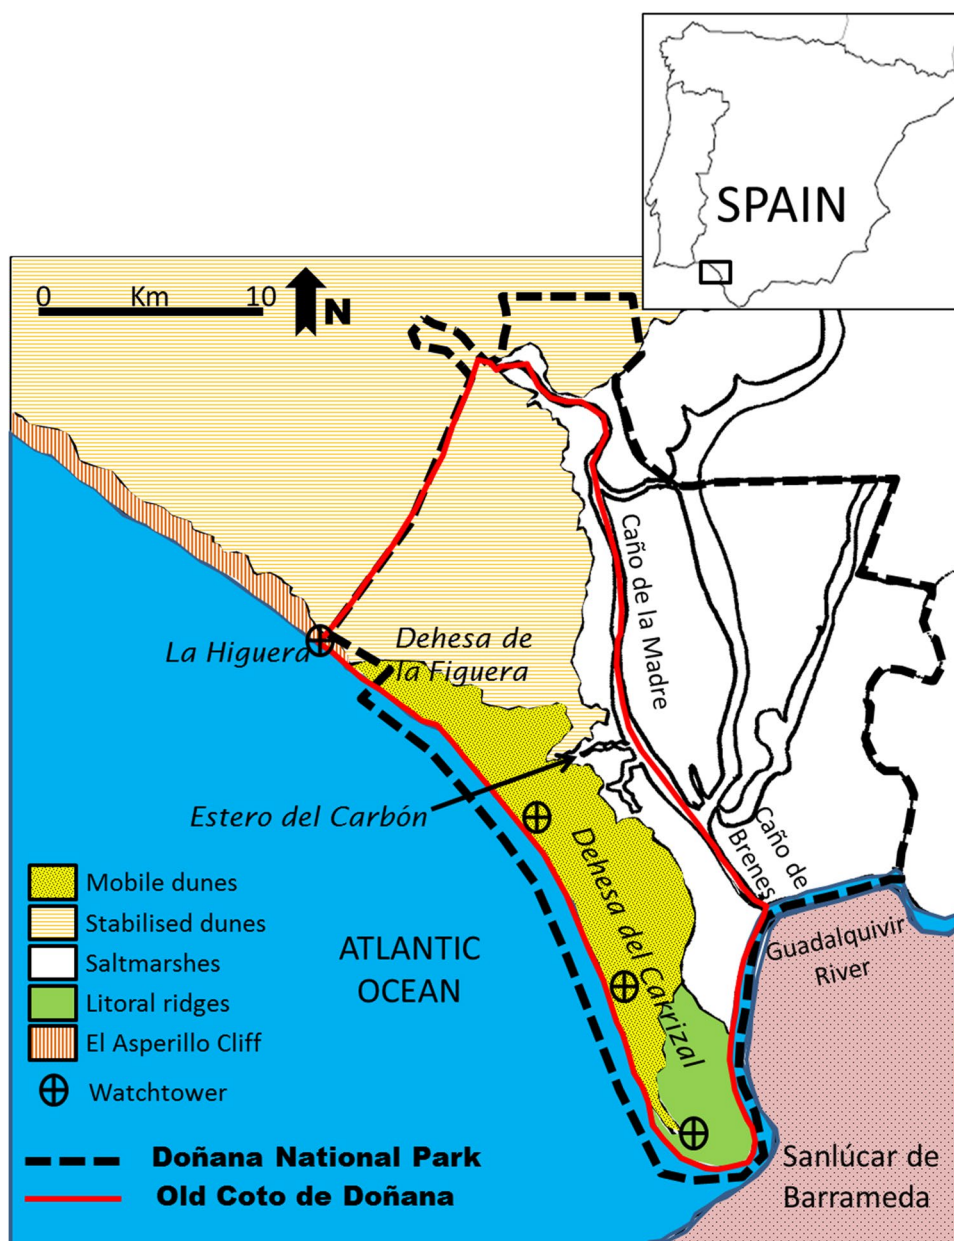 SPAIN
0 Km 10
N
Caño de la Madre
Dehesa de
la Figuera
La Higuera
Estero del Carbón
Caño de
Brenes
Dehesa del Carrizal
Guadalquivir
River
Mobile dunes
Stabilised dunes
Saltmarshes
Litoral ridges
El Asperillo Cliff
Watchtower
ATLANTIC
OCEAN
Doñana National Park
Old Coto de Doñana
Sanlúcar de
Barrameda